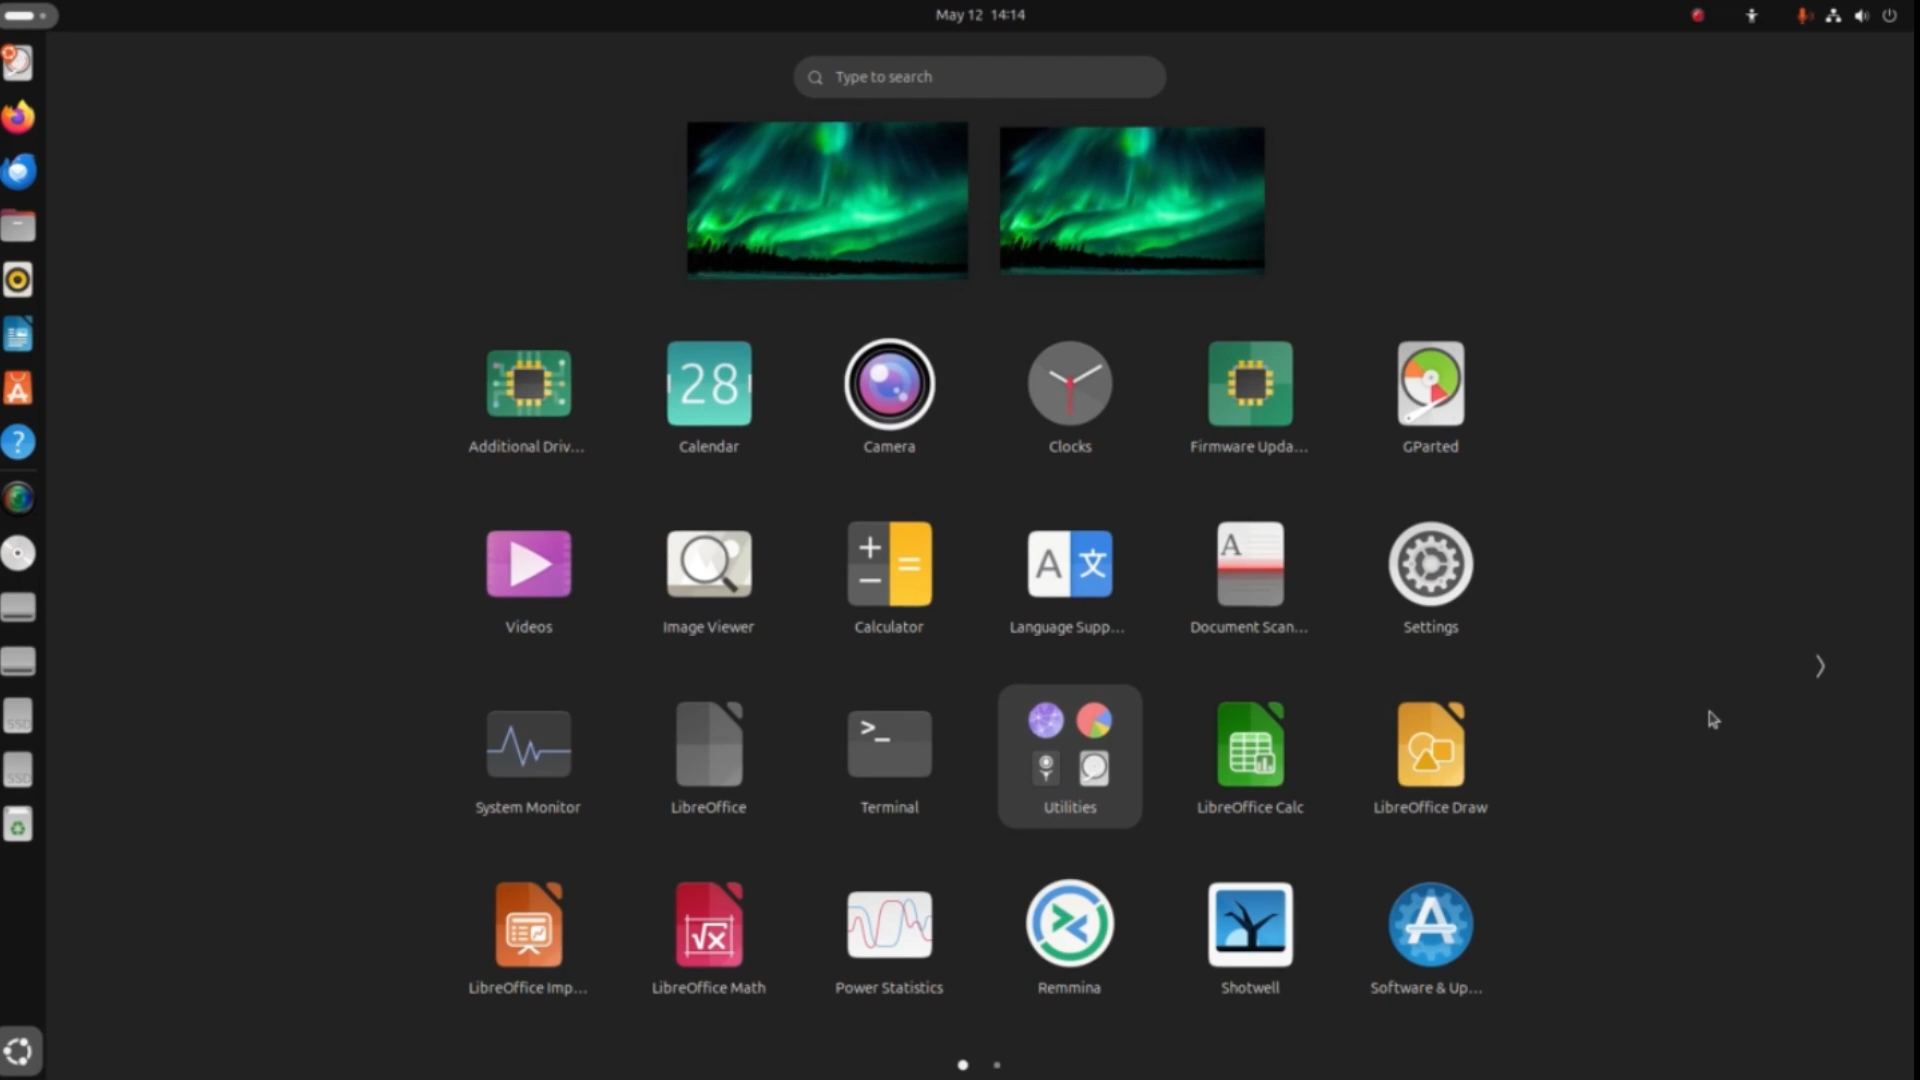 May 12 14:14
Type to search
28
Additional Driv...
Calendar
Camera
Clocks
Firmware Upda...
GParted
A 文
A
Videos
Image Viewer
Calculator
Language Supp...
Document Scan...
Settings
>_
System Monitor
LibreOffice
Terminal
Utilities
LibreOffice Calc
LibreOffice Draw
√x
LibreOffice Imp...
LibreOffice Math
Power Statistics
Remmina
Shotwell
Software & Up...
?
SSD
SSD